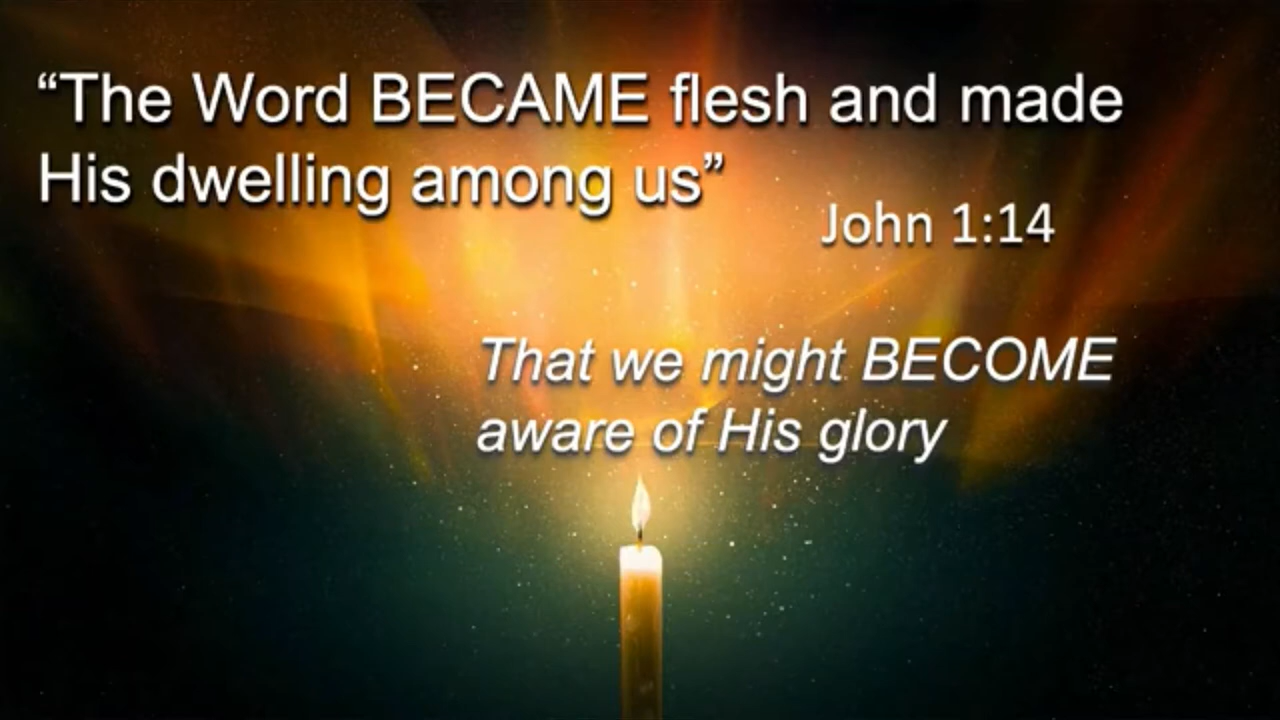 “The Word BECAME flesh and made
His dwelling among us”
John 1:14
That we might BECOME
aware of His glory